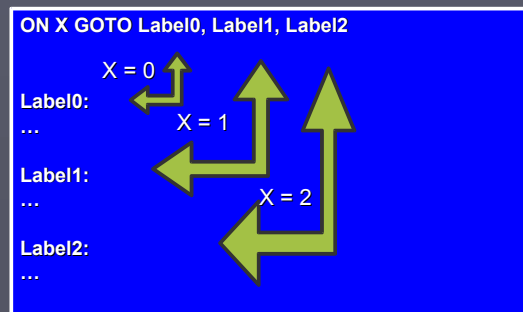 ON X GOTO Label0, Label1, Label2
X = 0
Label0:
…
X = 1
Label1:
…
X = 2
Label2:
…